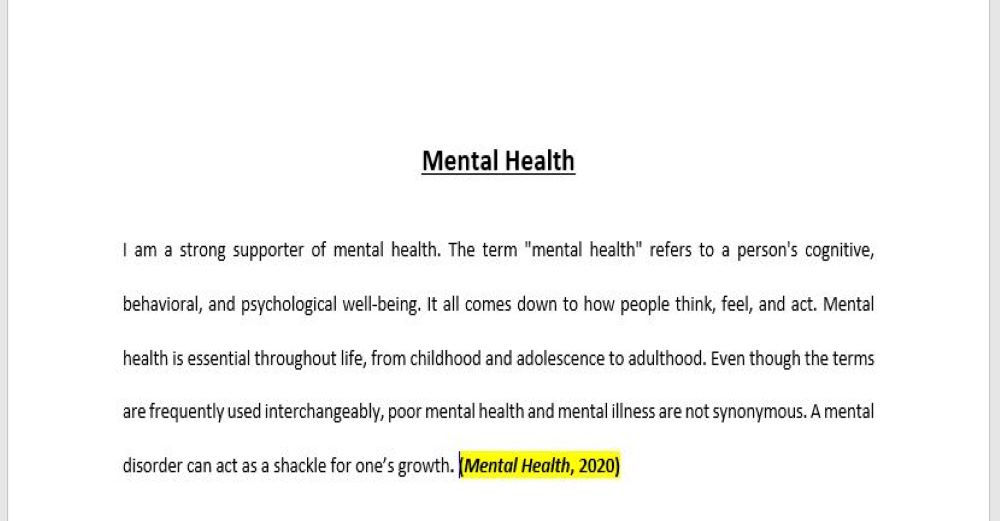 Mental Health
I am a strong supporter of mental health. The term "mental health" refers to a person's cognitive,
behavioral, and psychological well-being. It all comes down to how people think, feel, and act. Mental
health is essential throughout life, from childhood and adolescence to adulthood. Even though the terms
are frequently used interchangeably, poor mental health and mental illness are not synonymous. A mental
disorder can act as a shackle for one’s growth. (Mental Health, 2020)